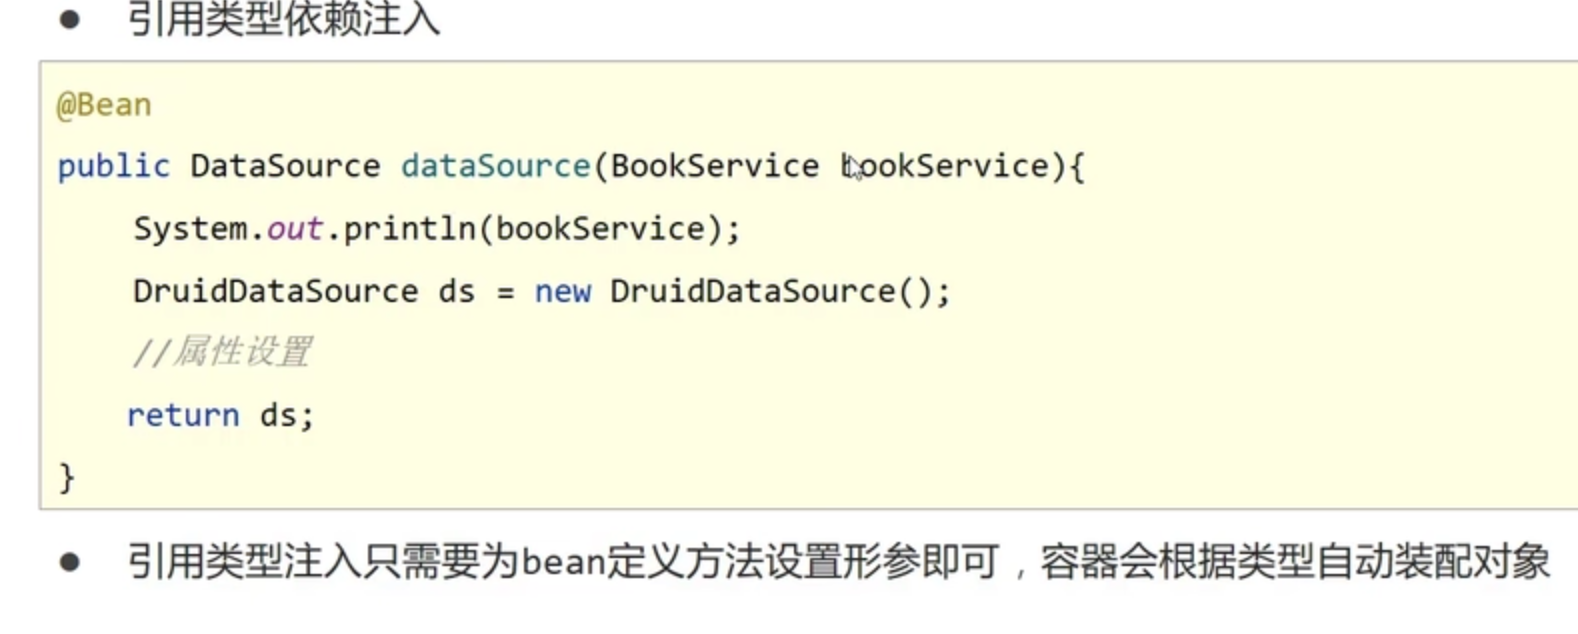 ● 引用类型依赖注入
@Bean
public DataSource dataSource(BookService bookService){
System.out.println(bookService);
DruidDataSource ds = new DruidDataSource();
//属性设置
return ds;
}
● 引用类型注入只需要为bean定义方法设置形参即可，容器会根据类型自动装配对象